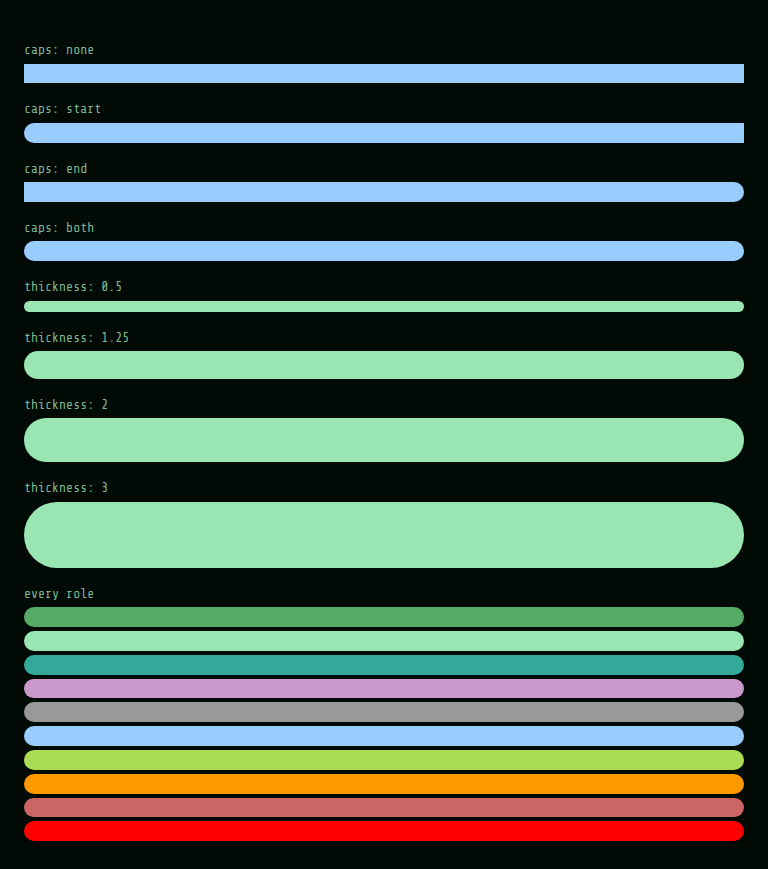 caps: none
caps: start
caps: end
caps: both
thickness: 0.5
thickness: 1.25
thickness: 2
thickness: 3
every role